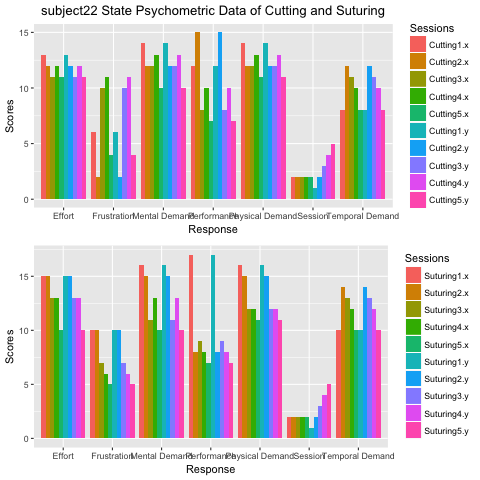 subject22 State Psychometric Data of Cutting and Suturing
15
10
5
0
Scores
Effort Frustration Mental Demand Performance Physical Demand Session Temporal Demand
Response
Sessions
Cutting1.x
Cutting2.x
Cutting3.x
Cutting4.x
Cutting5.x
Cutting1.y
Cutting2.y
Cutting3.y
Cutting4.y
Cutting5.y
15
10
5
0
Scores
Effort Frustration Mental Demand Performance Physical Demand Session Temporal Demand
Response
Sessions
Suturing1.x
Suturing2.x
Suturing3.x
Suturing4.x
Suturing5.x
Suturing1.y
Suturing2.y
Suturing3.y
Suturing4.y
Suturing5.y